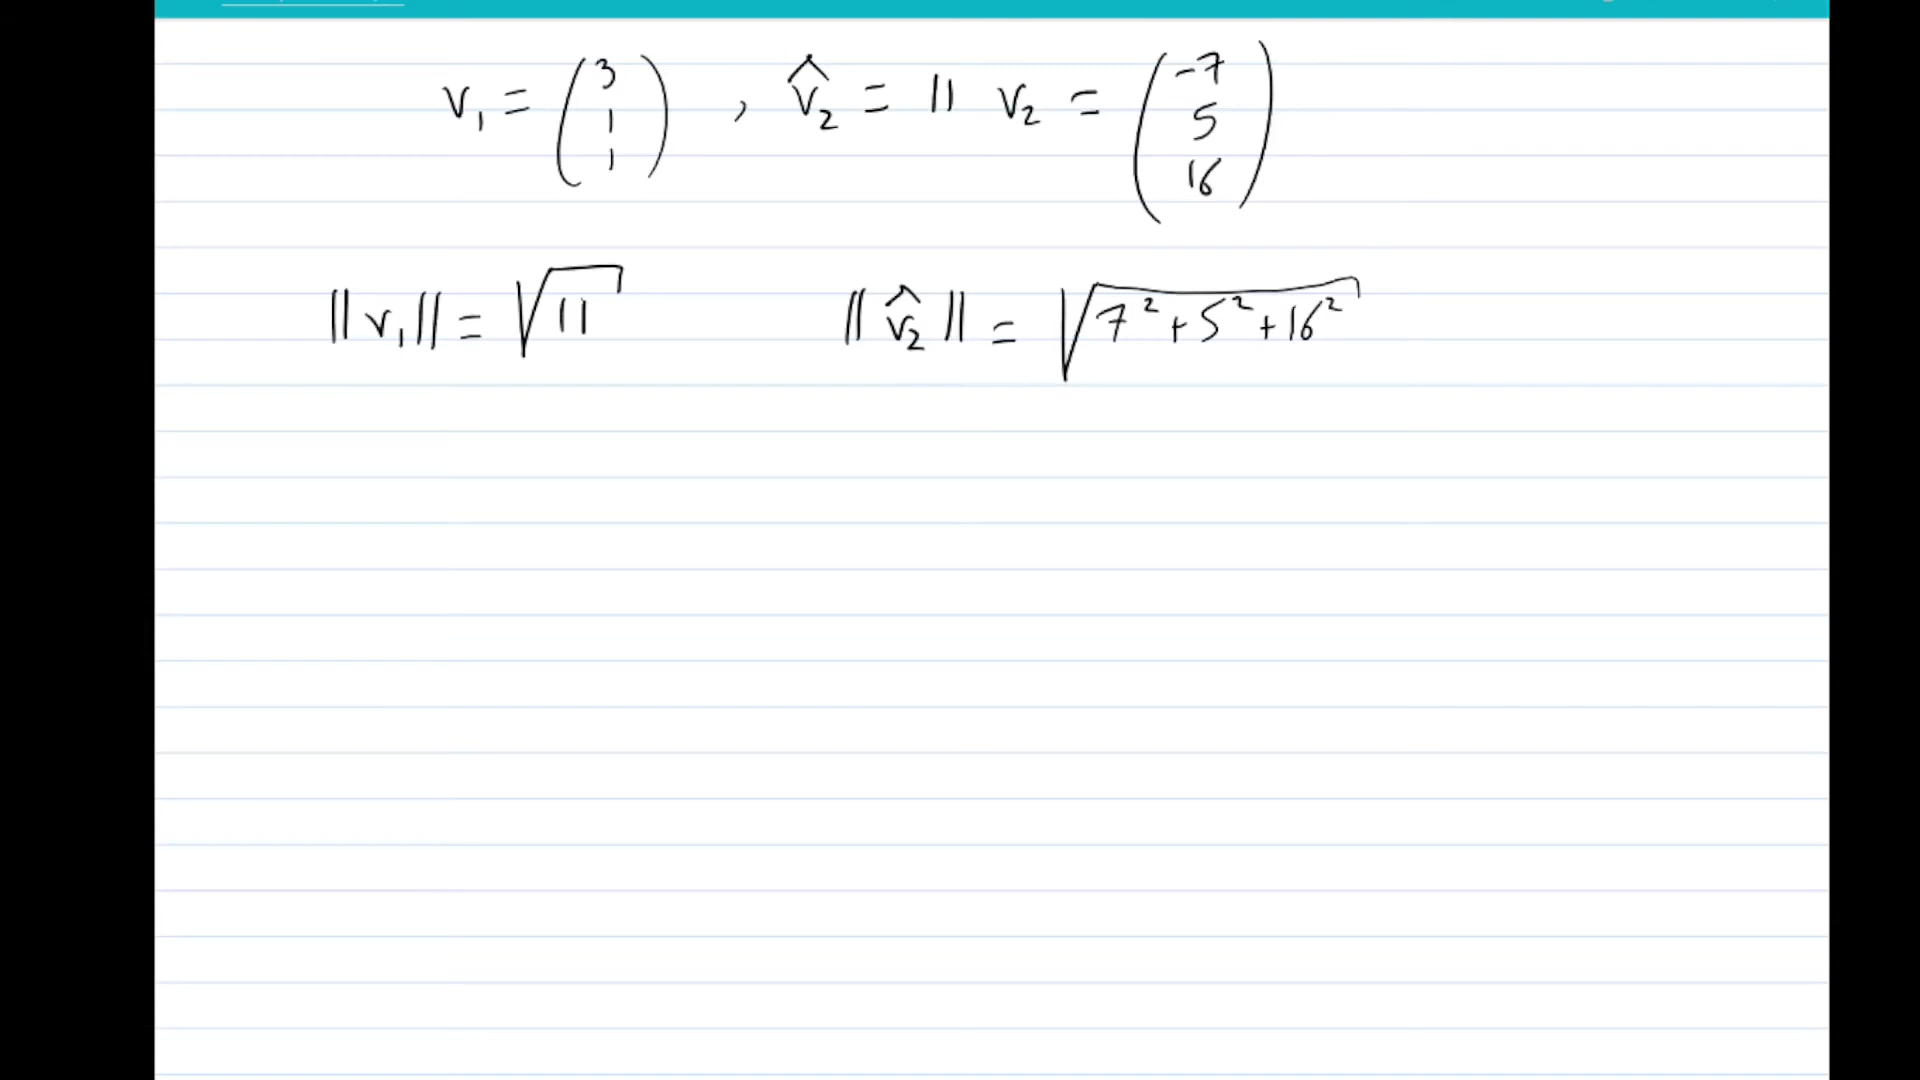 v₁ = (3 1 1) , v̂₂ = 11 v₂ = (-7 5 16)
||v₁|| = √11 ||v̂₂|| = √(7² + 5² + 16²)